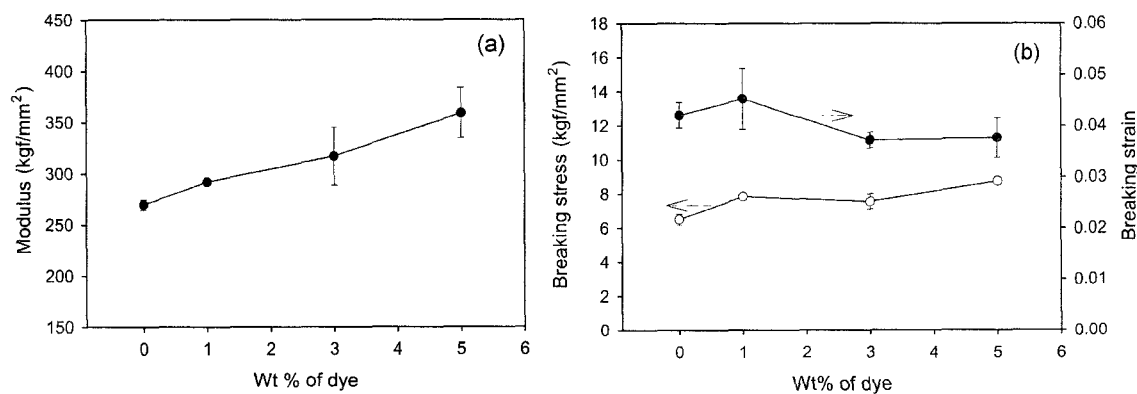 (a)
Modulus (kgf/mm²)
450
400
350
300
250
200
150
0 1 2 3 4 5 6
Wt % of dye
(b)
Breaking stress (kgf/mm²)
18
16
14
12
10
8
6
4
2
0
0 1 2 3 4 5 6
Wt% of dye
0.06
0.05
0.04
0.03
0.02
0.01
0.00
Breaking strain